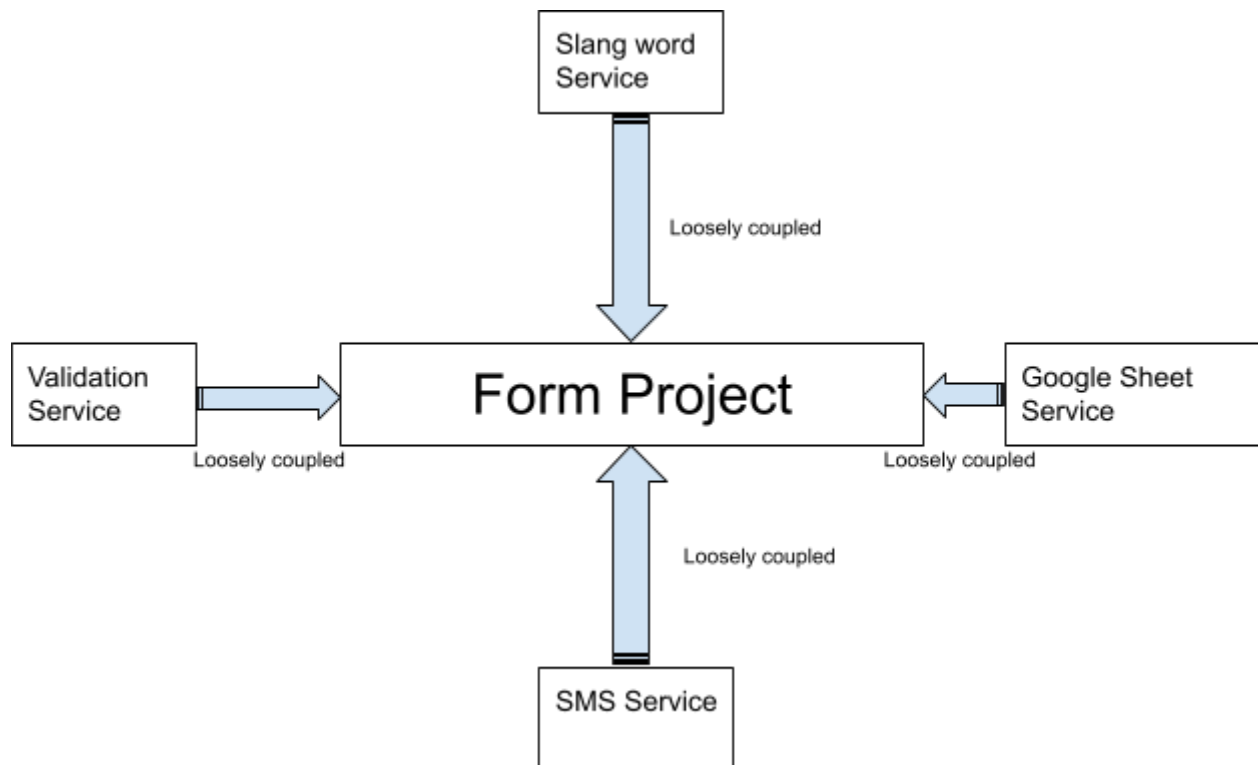 Slang word
Service
Loosely coupled
Validation
Service
Form Project
Google Sheet
Service
Loosely coupled
Loosely coupled
Loosely coupled
SMS Service